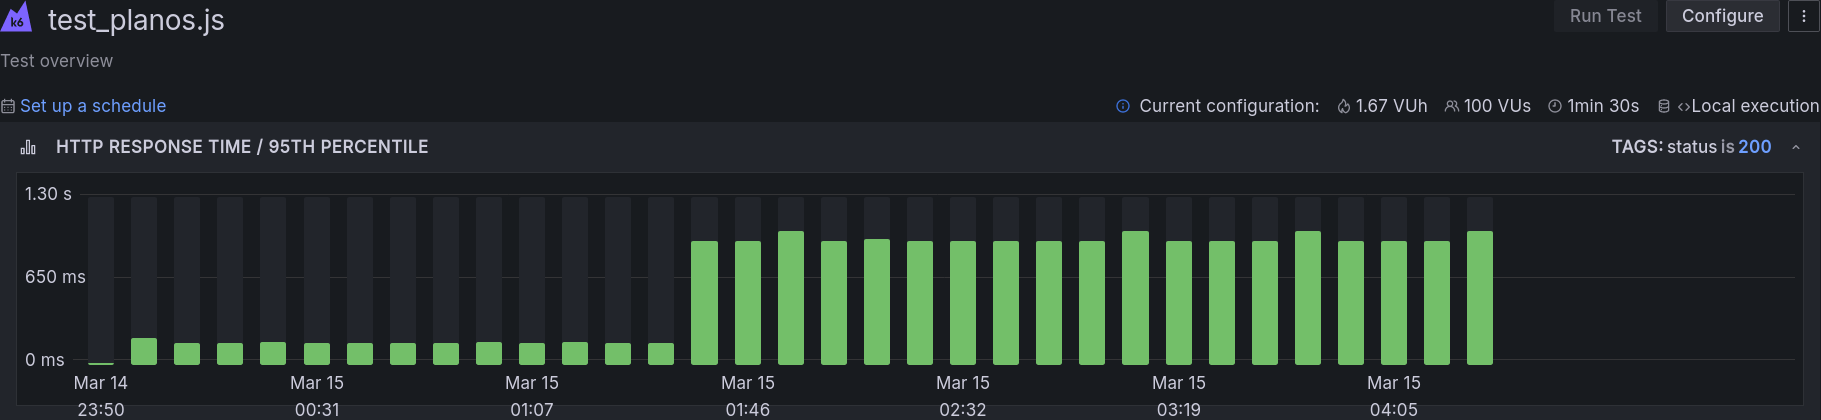 k6
test_planos.js
Run Test
Configure
Test overview
Set up a schedule
Current configuration: 1.67 VUh 100 VUs 1min 30s <>Local execution
HTTP RESPONSE TIME / 95TH PERCENTILE
TAGS: status is 200
1.30 s
650 ms
0 ms
Mar 14 Mar 15 Mar 15 Mar 15 Mar 15 Mar 15 Mar 15
23:50 00:31 01:07 01:46 02:32 03:19 04:05